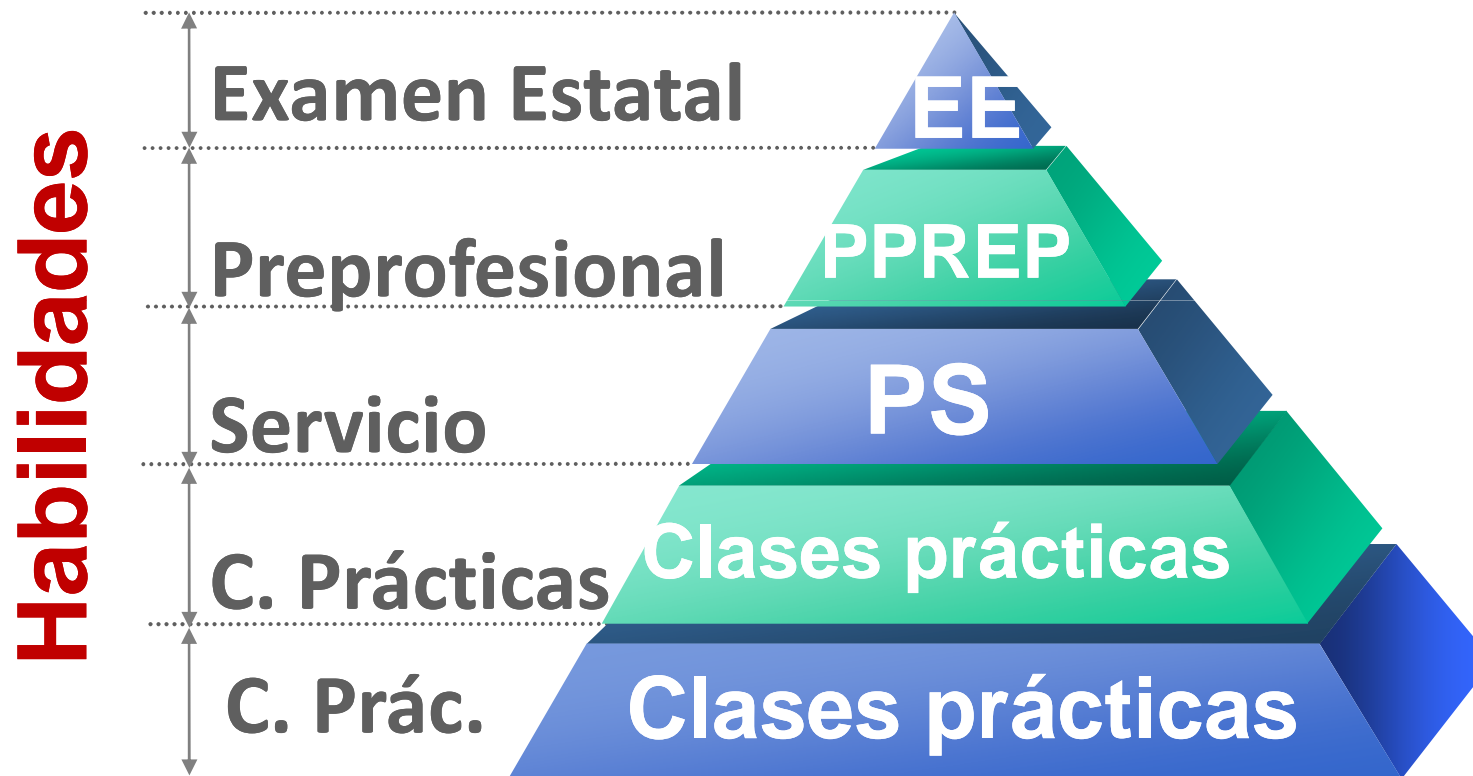 Habilidades
Examen Estatal
EE
Preprofesional
PPREP
Servicio
PS
C. Prácticas
Clases prácticas
C. Prác.
Clases prácticas